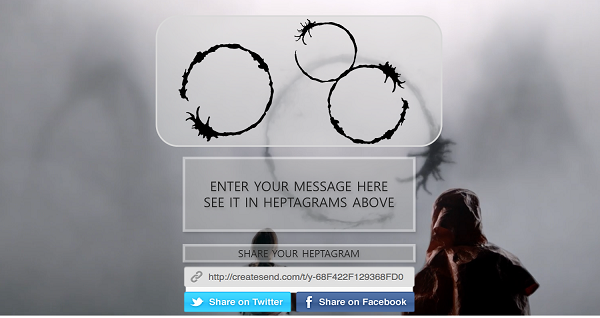 ENTER YOUR MESSAGE HERE
SEE IT IN HEPTAGRAMS ABOVE
SHARE YOUR HEPTAGRAM
http://createsend.com/t/y-68F422F129368FD0
Share on Twitter
f Share on Facebook